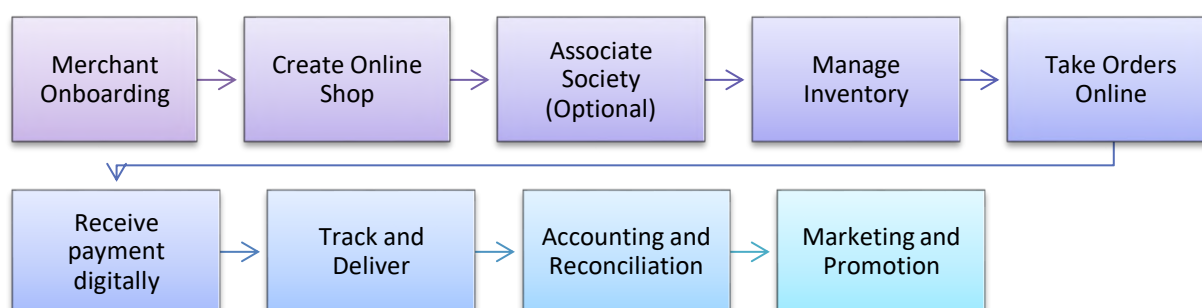 Merchant
Onboarding
Create Online
Shop
Associate
Society
(Optional)
Manage
Inventory
Take Orders
Online
Receive
payment
digitally
Track and
Deliver
Accounting and
Reconciliation
Marketing and
Promotion